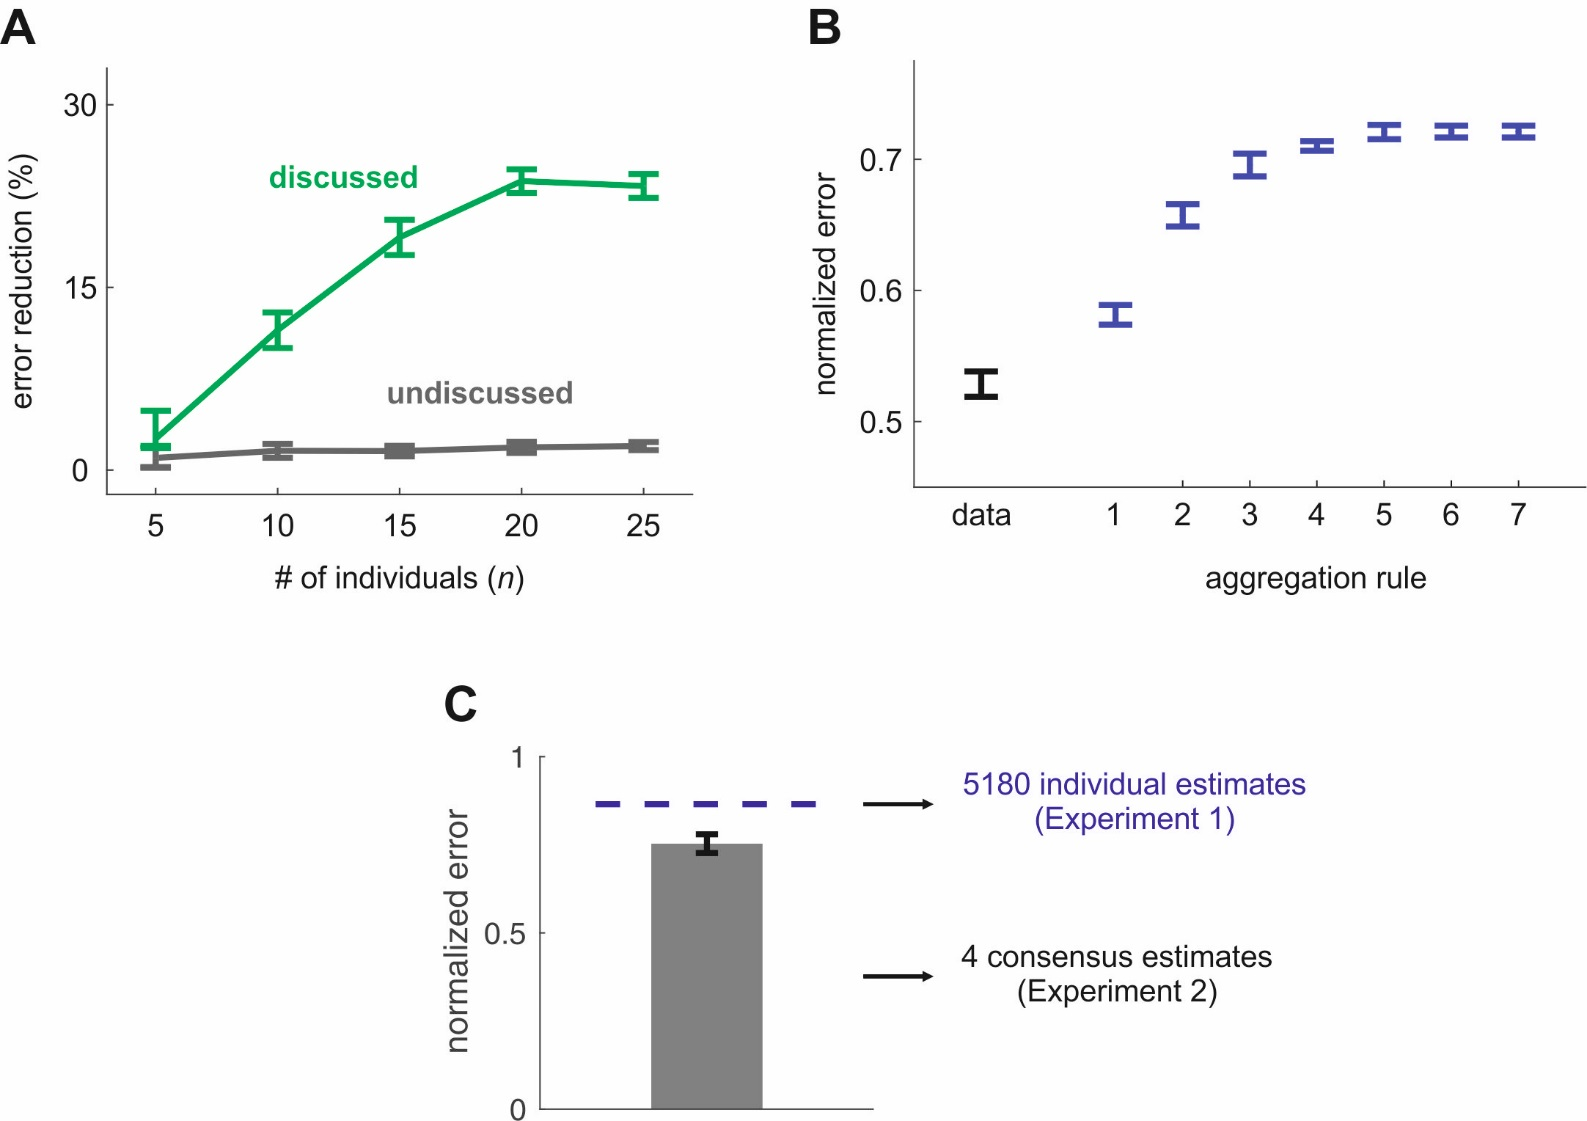 A
30
15
0
error reduction (%)
discussed
undiscussed
5 10 15 20 25
# of individuals (n)
B
0.7
0.6
0.5
normalized error
data 1 2 3 4 5 6 7
aggregation rule
C
1
0.5
0
normalized error
5180 individual estimates
(Experiment 1)
4 consensus estimates
(Experiment 2)